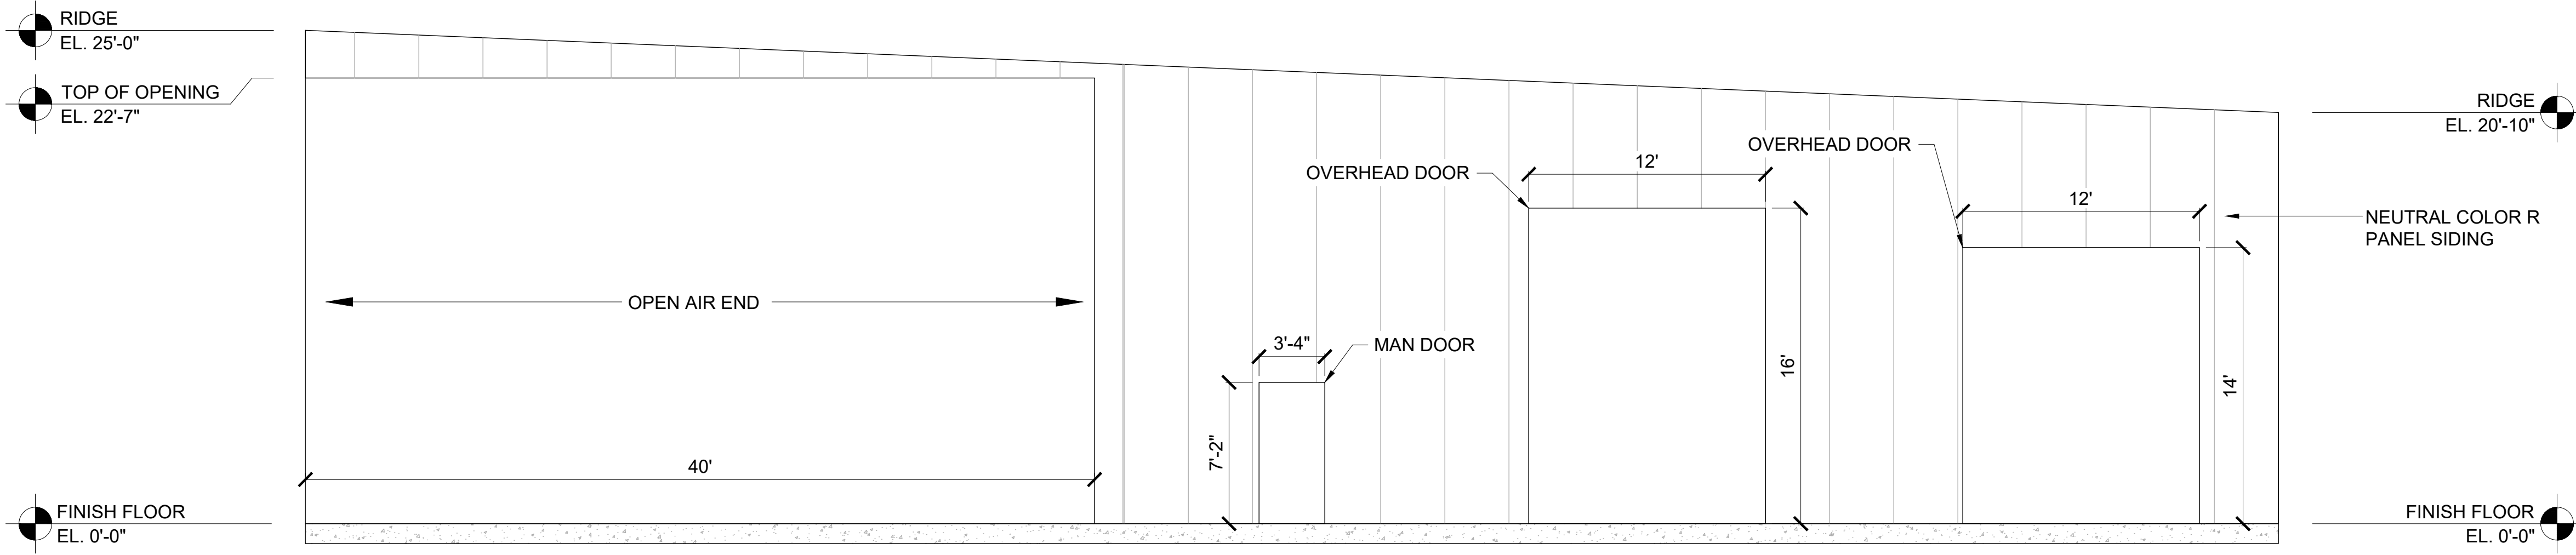 RIDGE
EL. 25'-0"
TOP OF OPENING
EL. 22'-7"
RIDGE
EL. 20'-10"
OVERHEAD DOOR
12'
OVERHEAD DOOR
12'
NEUTRAL COLOR R
PANEL SIDING
OPEN AIR END
3'-4"
MAN DOOR
16'
14'
7'-2"
40'
FINISH FLOOR
EL. 0'-0"
FINISH FLOOR
EL. 0'-0"